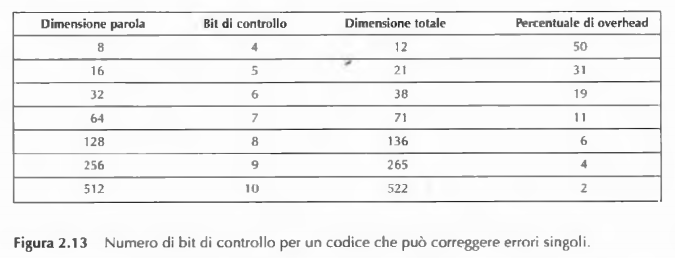 Dimensione parola Bit di controllo Dimensione totale Percentuale di overhead
8 4 12 50
16 5 21 31
32 6 38 19
64 7 71 11
128 8 136 6
256 9 265 4
512 10 522 2
Figura 2.13 Numero di bit di controllo per un codice che può correggere errori singoli.